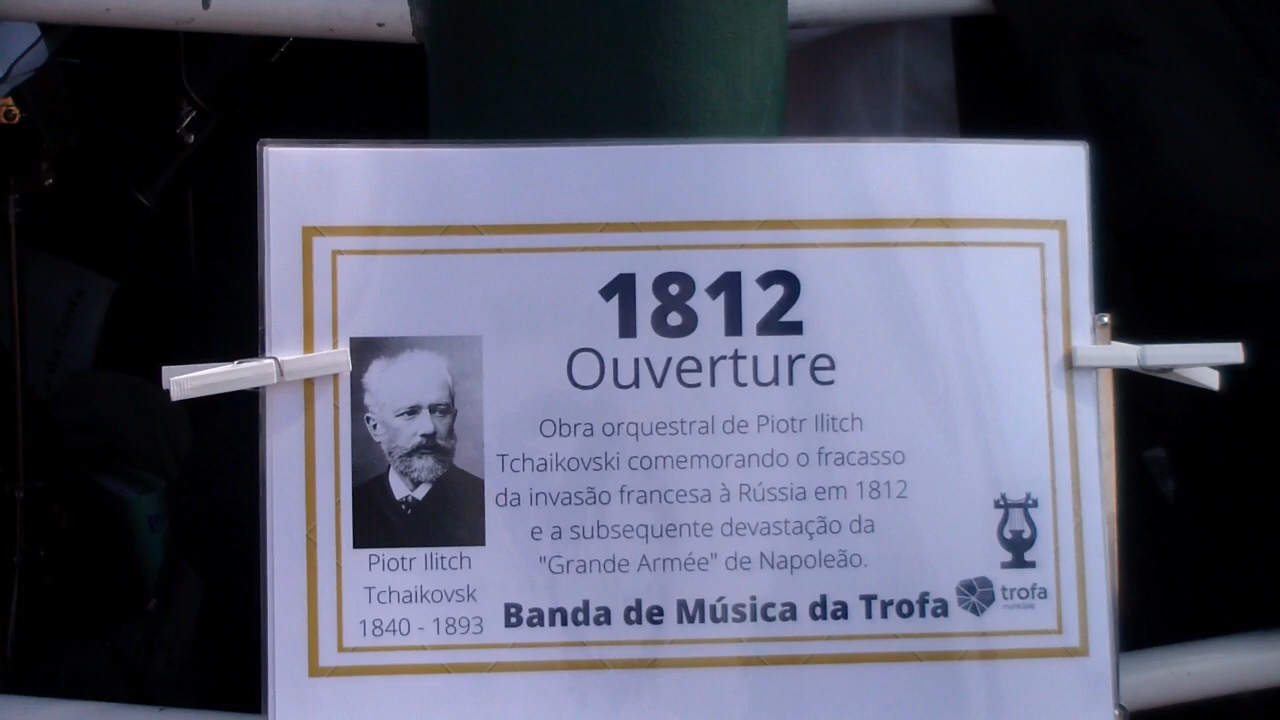 1812
Ouverture
Obra orquestral de Piotr Ilitch
Tchaikovski comemorando o fracasso
da invasão francesa à Rússia em 1812
e a subsequente devastação da
"Grande Armée" de Napoleão.
Piotr Ilitch
Tchaikovsk
1840 - 1893
Banda de Música da Trofa
trofa